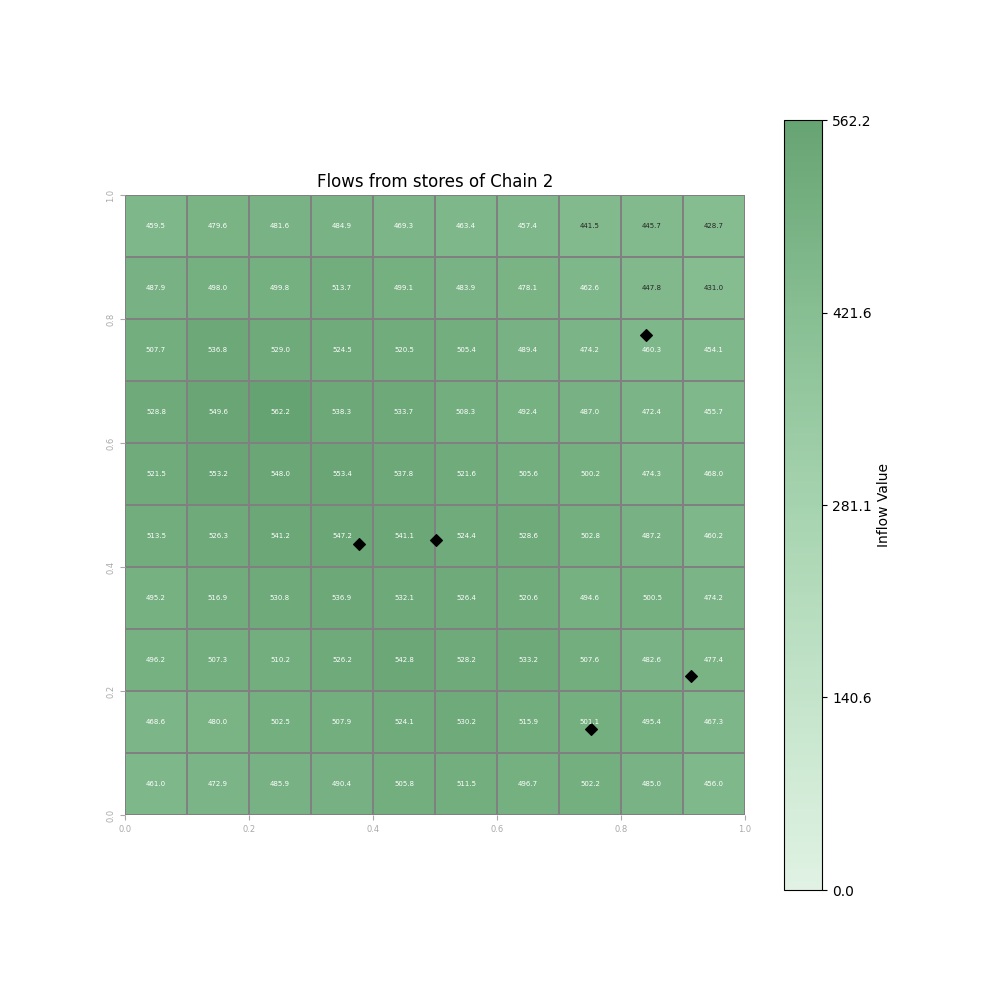 Flows from stores of Chain 2
1.0
459.5 479.6 481.6 484.9 469.3 463.4 457.4 441.5 445.7 428.7
487.9 498.0 499.8 513.7 499.1 483.9 478.1 462.6 447.8 431.0
0.8
507.7 536.8 529.0 524.5 520.5 505.4 489.4 474.2 460.3 454.1
528.8 549.6 562.2 538.3 533.7 508.3 492.4 487.0 472.4 455.7
0.6
521.5 553.2 548.0 553.4 537.8 521.6 505.6 500.2 474.3 468.0
513.5 526.3 541.2 547.2 541.1 524.4 528.6 502.8 487.2 460.2
0.4
495.2 516.9 530.8 536.9 532.1 526.4 520.6 494.6 500.5 474.2
496.2 507.3 510.2 526.2 542.8 528.2 533.2 507.6 482.6 477.4
0.2
468.6 480.0 502.5 507.9 524.1 530.2 515.9 501.1 495.4 467.3
461.0 472.9 485.9 490.4 505.8 511.5 496.7 502.2 485.0 456.0
0.0
0.0 0.2 0.4 0.6 0.8 1.0
562.2
421.6
281.1
140.6
0.0
Inflow Value